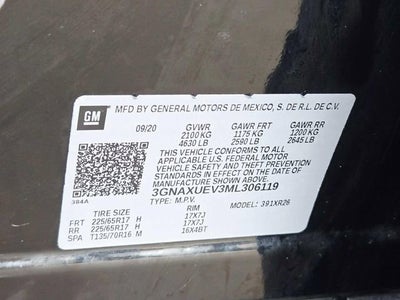 GM
MFD BY GENERAL MOTORS DE MEXICO, S. DE R.L. DE C.V.
09/20 GVWR GAWR FRT GAWR RR
2100 KG 1175 KG 1200 KG
4630 LB 2590 LB 2645 LB
THIS VEHICLE CONFORMS TO ALL
APPLICABLE U.S. FEDERAL MOTOR
VEHICLE SAFETY, BUMPER, AND THEFT
PREVENTION STANDARDS IN EFFECT ON THE
DATE OF MANUFACTURE SHOWN ABOVE.
3GNAXUEV3ML306119
384A TYPE: M.P.V. MODEL: 391XR26
TIRE SIZE RIM
FRT 225/65R17 H 17X7J
RR 225/65R17 H 17X7J
SPA T135/70R16 M 16X4BT